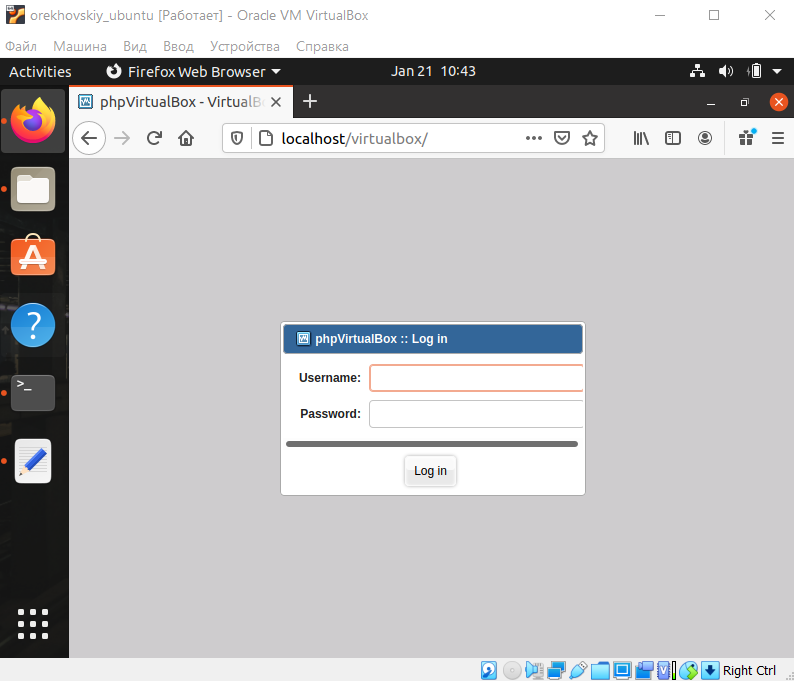 orekhovskiy_ubuntu [Работает] - Oracle VM VirtualBox
Файл Машина Вид Ввод Устройства Справка
Activities Firefox Web Browser Jan 21 10:43
phpVirtualBox - VirtualB
localhost/virtualbox/
phpVirtualBox :: Log in
Username:
Password:
Log in
Right Ctrl